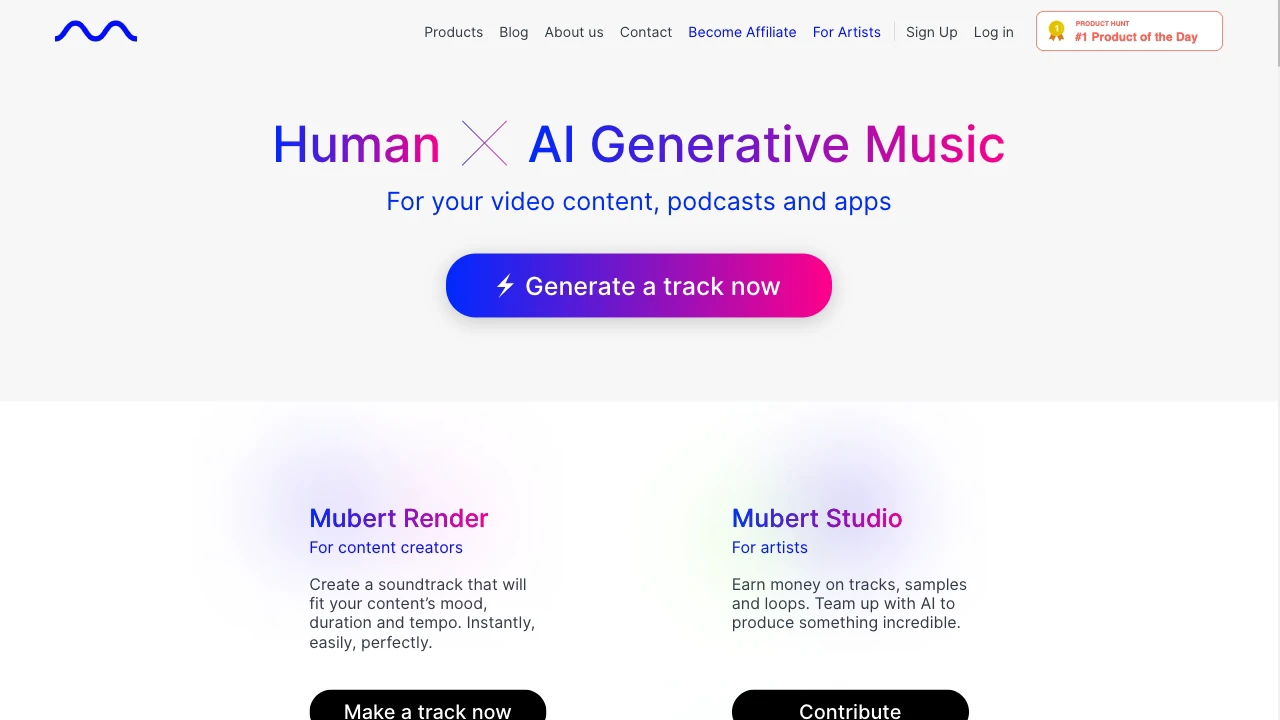 Products Blog About us Contact Become Affiliate For Artists Sign Up Log in
1 PRODUCT HUNT
#1 Product of the Day
Human AI Generative Music
For your video content, podcasts and apps
Generate a track now
Mubert Render
For content creators
Create a soundtrack that will
fit your content’s mood,
duration and tempo. Instantly,
easily, perfectly.
Make a track now
Mubert Studio
For artists
Earn money on tracks, samples
and loops. Team up with AI to
produce something incredible.
Contribute